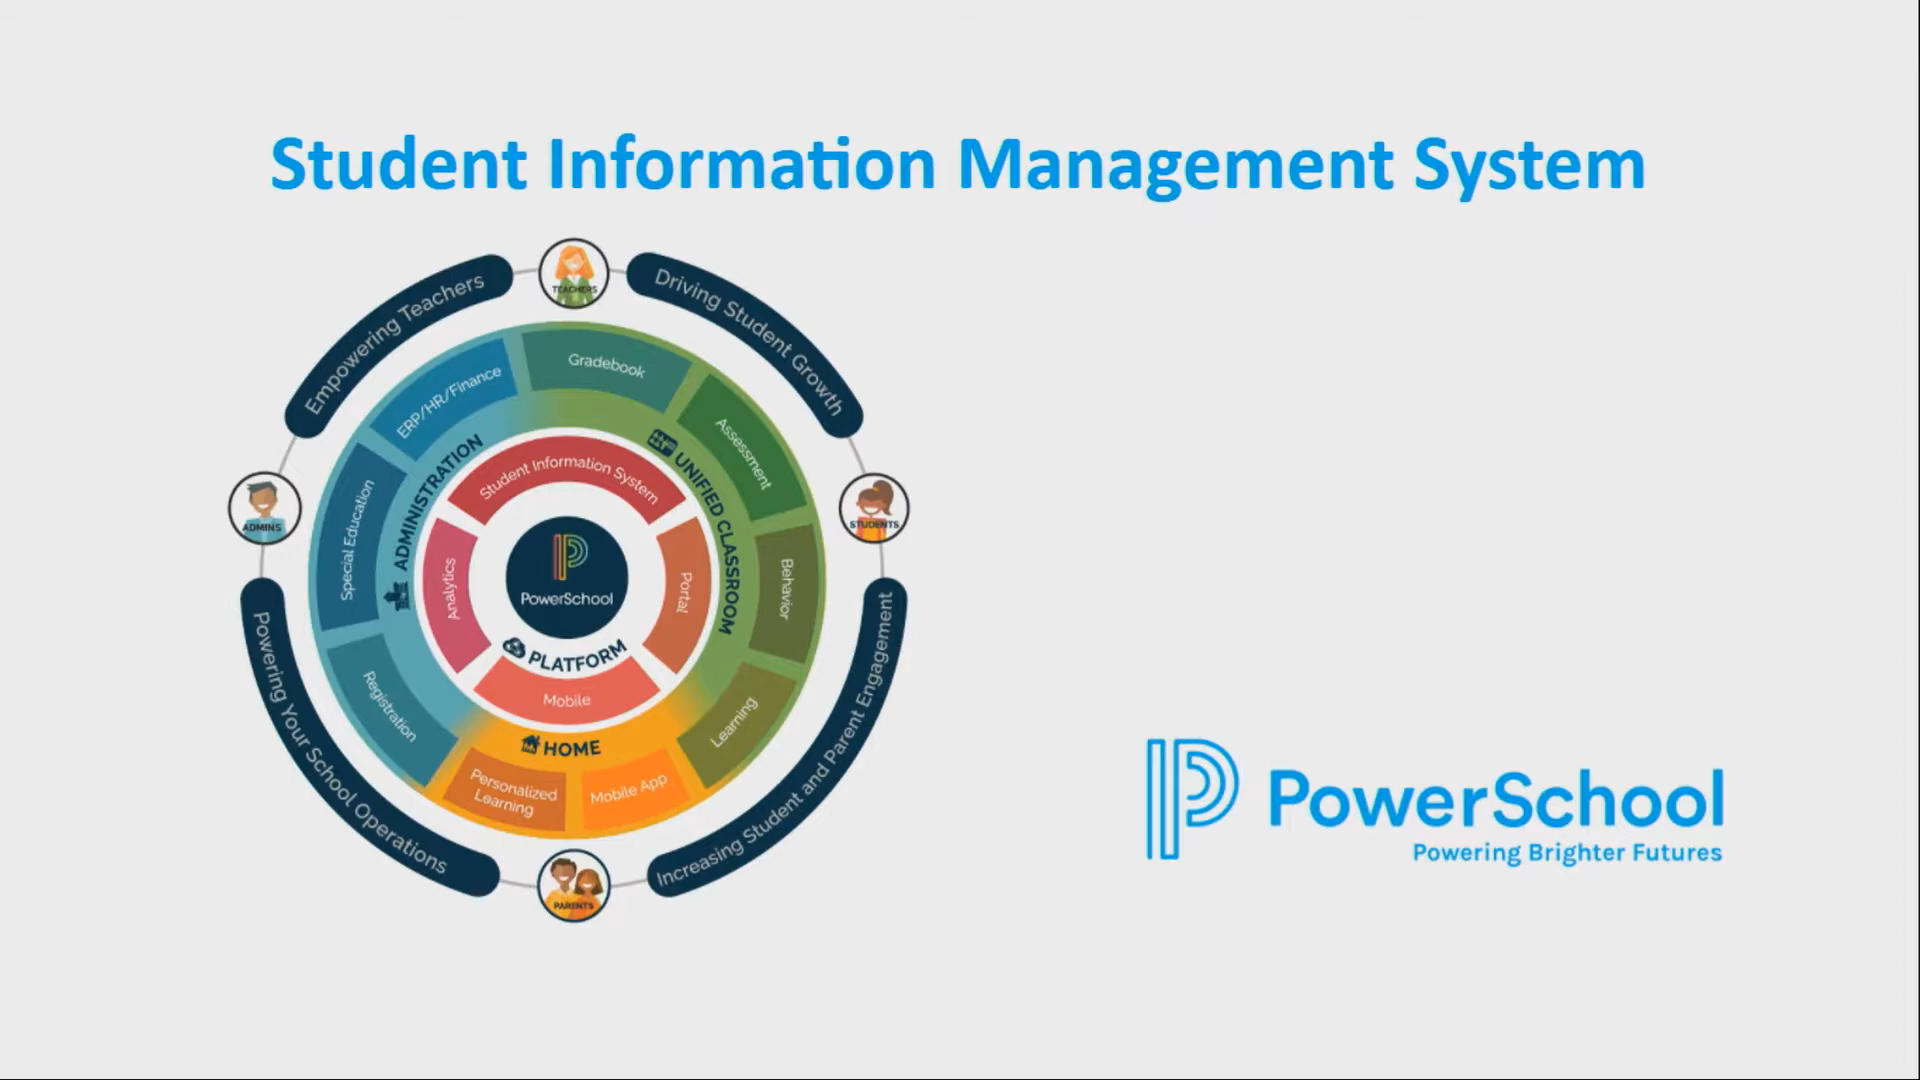 Student Information Management System
TEACHERS
Empowering Teachers
Driving Student Growth
ERP/HR/Finance
Gradebook
Assessment
ADMINISTRATION
UNIFIED CLASSROOM
Student Information System
Special Education
ADMINS
STUDENTS
Analytics
PowerSchool
Portal
Behavior
PLATFORM
Mobile
Registration
Learning
HOME
Personalized
Learning
Mobile App
Powering Your School Operations
Increasing Student and Parent Engagement
PARENTS
PowerSchool
Powering Brighter Futures